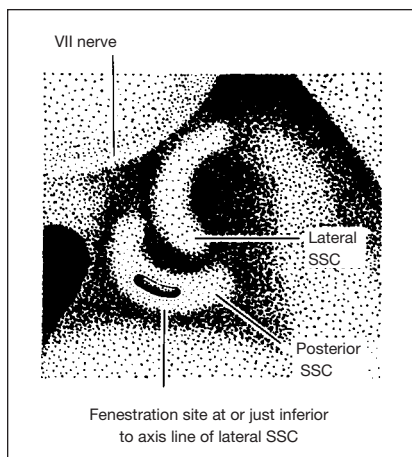 VII nerve
Lateral
SSC
Posterior
SSC
Fenestration site at or just inferior
to axis line of lateral SSC